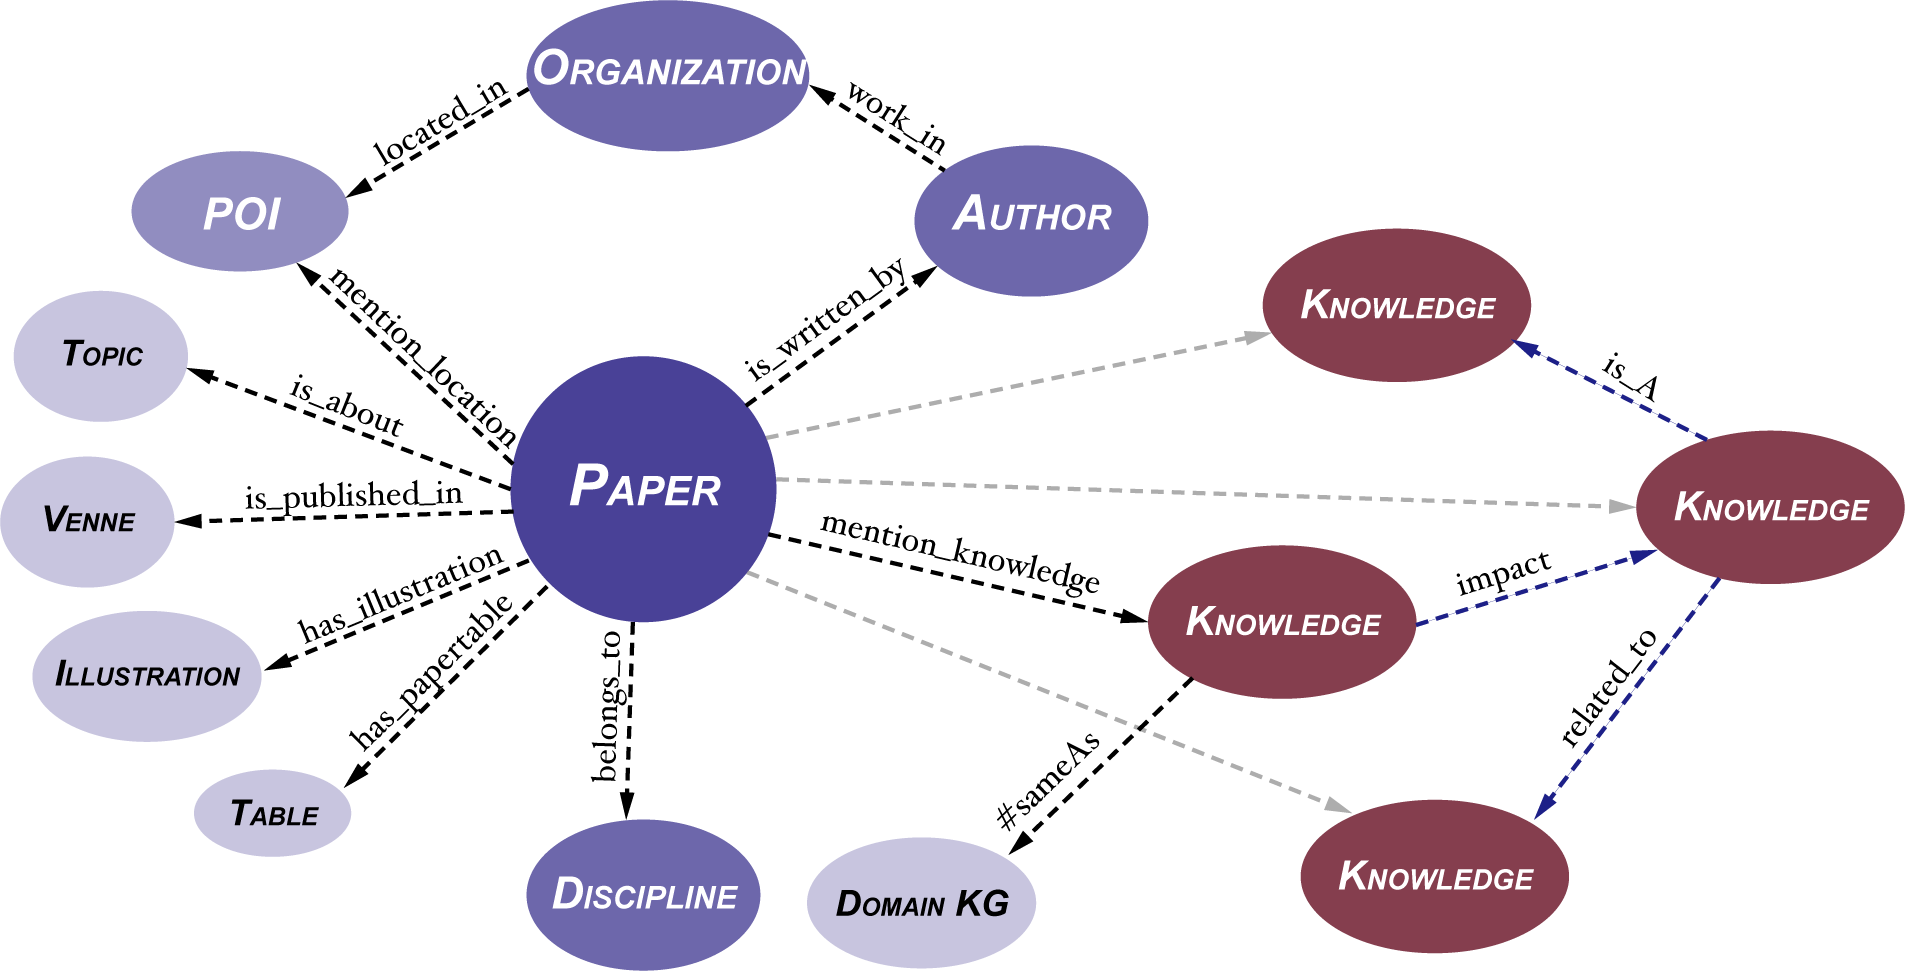 ORGANIZATION
located_in
work_in
POI
AUTHOR
mention_location
is_written_by
KNOWLEDGE
TOPIC
is_about
is_A
PAPER
VENNE
is_published_in
mention_knowledge
KNOWLEDGE
impact
KNOWLEDGE
has_illustration
ILLUSTRATION
has_papertable
belongs_to
related_to
#sameAs
TABLE
DISCIPLINE
DOMAIN KG
KNOWLEDGE